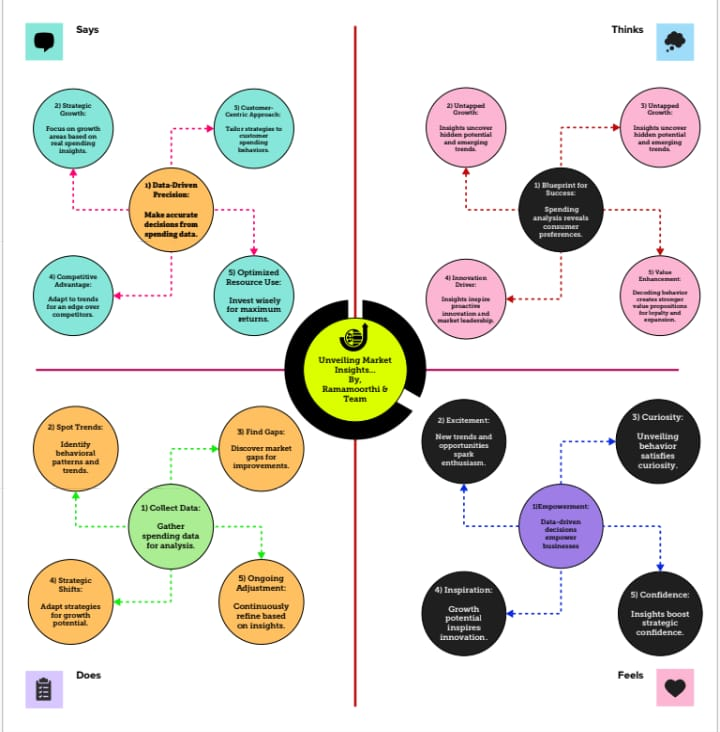 Says
2) Strategic
Growth:
Focus on growth
areas based on
real spending
insights.
3) Customer-
Centric Approach:
Tailor strategies to
customer
spending
behaviors.
1) Data-Driven
Precision:
Make accurate
decisions from
spending data.
4) Competitive
Advantage:
Adapt to trends
for an edge over
competitors.
5) Optimized
Resource Use:
Invest wisely
for maximum
returns.
Thinks
2) Untapped
Growth:
Insights uncover
hidden potential
and emerging
trends.
3) Untapped
Growth:
Insights uncover
hidden potential
and emerging
trends.
1) Blueprint for
Success:
Spending
analysis reveals
consumer
preferences.
4) Innovation
Driver:
Insights inspire
proactive
innovation and
market leadership.
5) Value
Enhancement:
Decoding behavior
creates stronger
value propositions
for loyalty and
expansion.
Unveiling Market
Insights...
By,
Ramamoorthi &
Team
2) Spot Trends:
Identify
behavioral
patterns and
trends.
3) Find Gaps:
Discover market
gaps for
improvements.
1) Collect Data:
Gather
spending data
for analysis.
4) Strategic
Shifts:
Adapt strategies
for growth
potential.
5) Ongoing
Adjustment:
Continuously
refine based
on insights.
Does
2) Excitement:
New trends and
opportunities
spark
enthusiasm.
3) Curiosity:
Unveiling
behavior
satisfies
curiosity.
1)Empowerment:
Data-driven
decisions
empower
businesses
4) Inspiration:
Growth
potential
inspires
innovation.
5) Confidence:
Insights boost
strategic
confidence.
Feels